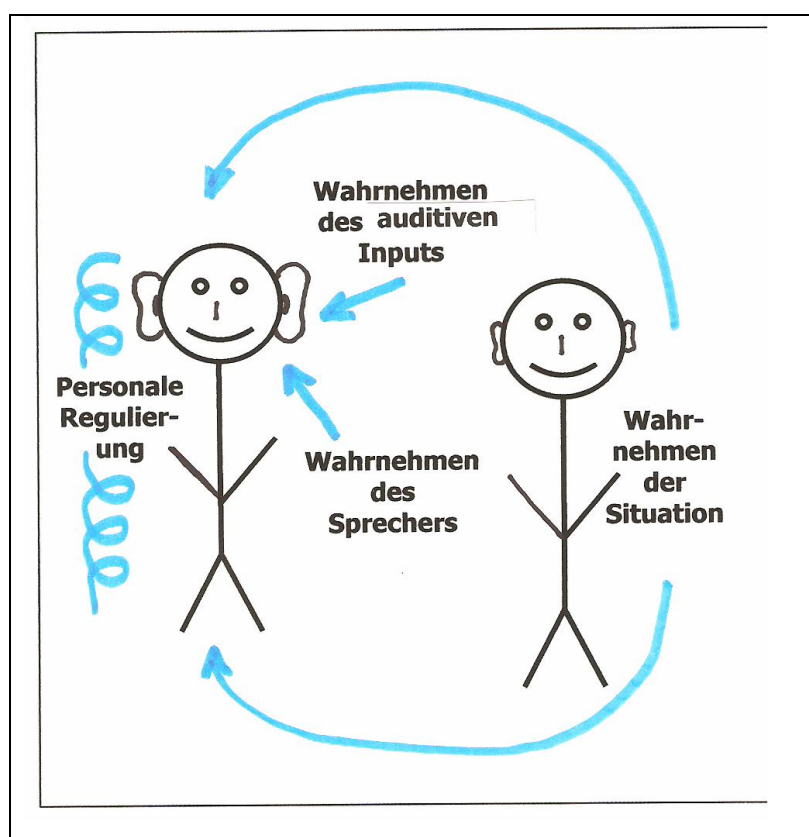 Wahrnehmen
des auditiven
Inputs
Personale
Regulier-
ung
Wahrnehmen
des
Sprechers
Wahr-
nehmen
der
Situation